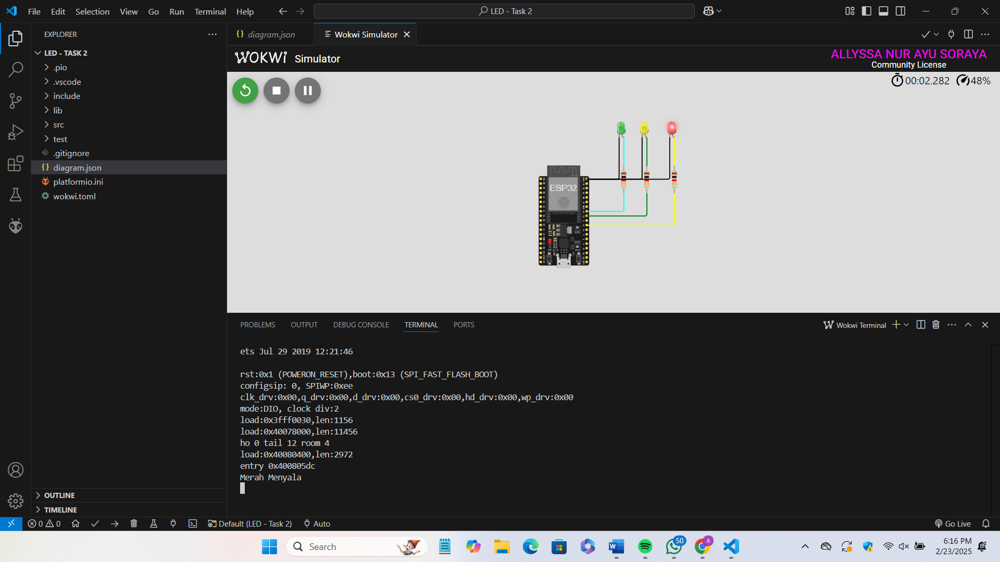 File Edit Selection View Go Run Terminal Help
LED - Task 2
EXPLORER
LED - TASK 2
.pio
.vscode
include
lib
src
test
.gitignore
diagram.json
platformio.ini
wokwi.toml
OUTLINE
TIMELINE
diagram.json
Wokwi Simulator
WOKWi Simulator
ALLYSSA NUR AYU SORAYA
Community License
00:02.282 48%
ESP32
PROBLEMS OUTPUT DEBUG CONSOLE TERMINAL PORTS
Wokwi Terminal
ets Jul 29 2019 12:21:46
rst:0x1 (POWERON_RESET),boot:0x13 (SPI_FAST_FLASH_BOOT)
configsip: 0, SPIWP:0xee
clk_drv:0x00,q_drv:0x00,d_drv:0x00,cs0_drv:0x00,hd_drv:0x00,wp_drv:0x00
mode:DIO, clock div:2
load:0x3fff0030,len:1156
load:0x40078000,len:11456
ho 0 tail 12 room 4
load:0x40080400,len:2972
entry 0x400805dc
Merah Menyala
0 0 Default (LED - Task 2) Auto Go Live
Search
50
A
6:16 PM
2/23/2025